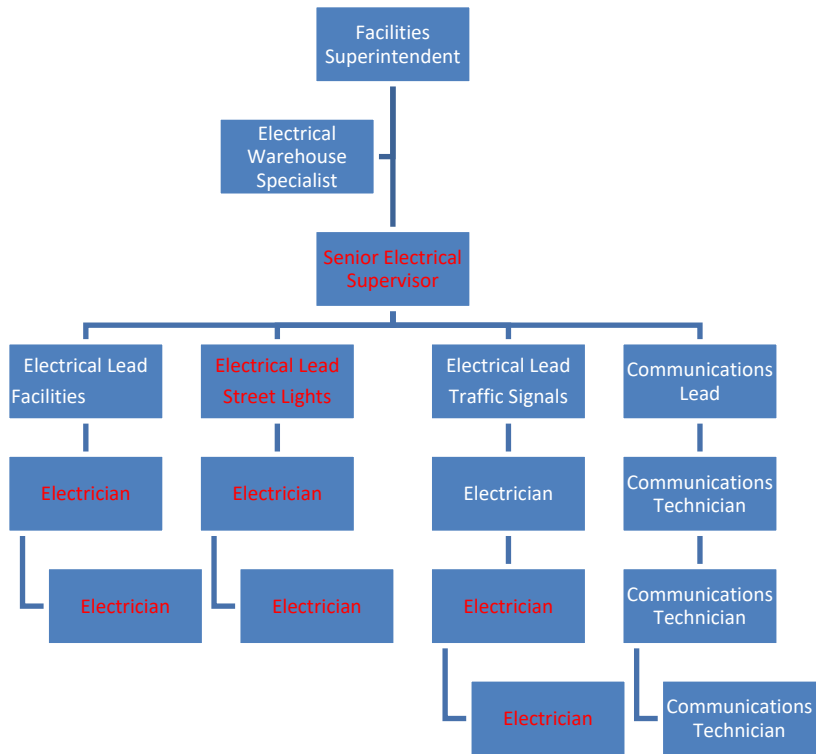 Facilities
Superintendent
Electrical
Warehouse
Specialist
Senior Electrical
Supervisor
Electrical Lead
Facilities
Electrical Lead
Street Lights
Electrical Lead
Traffic Signals
Communications
Lead
Electrician
Electrician
Electrician
Communications
Technician
Electrician
Electrician
Electrician
Communications
Technician
Electrician
Communications
Technician